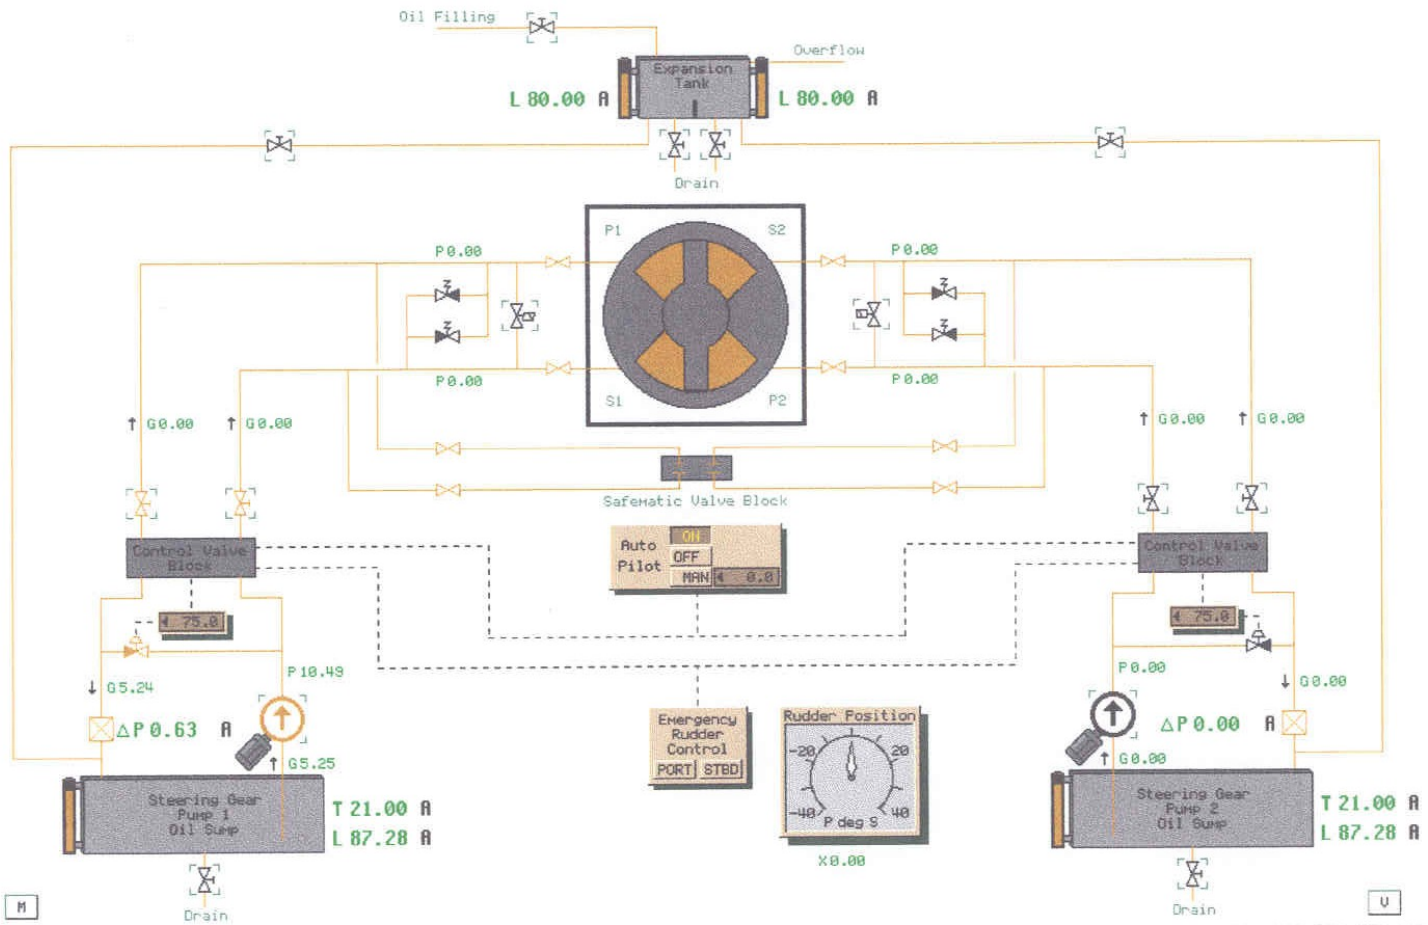 Oil Filling
Overflow
Expansion
Tank
L 80.00 A
L 80.00 A
Drain
P1
S2
P 0.00
P 0.00
P 0.00
P 0.00
S1
P2
G 0.00
G 0.00
G 0.00
G 0.00
Safematic Valve Block
Control Valve
Block
Auto
Pilot
ON
OFF
MAN
0.0
Control Valve
Block
75.0
75.0
P 10.49
P 0.00
G 5.24
G 0.00
△P 0.63 A
Emergency
Rudder
Control
PORT STBD
Rudder Position
-20 20
-40 40
P deg S
X 0.00
△P 0.00 A
G 5.25
G 0.00
Steering Gear
Pump 1
Oil Sump
T 21.00 A
L 87.28 A
Steering Gear
Pump 2
Oil Sump
T 21.00 A
L 87.28 A
M
Drain
Drain
V